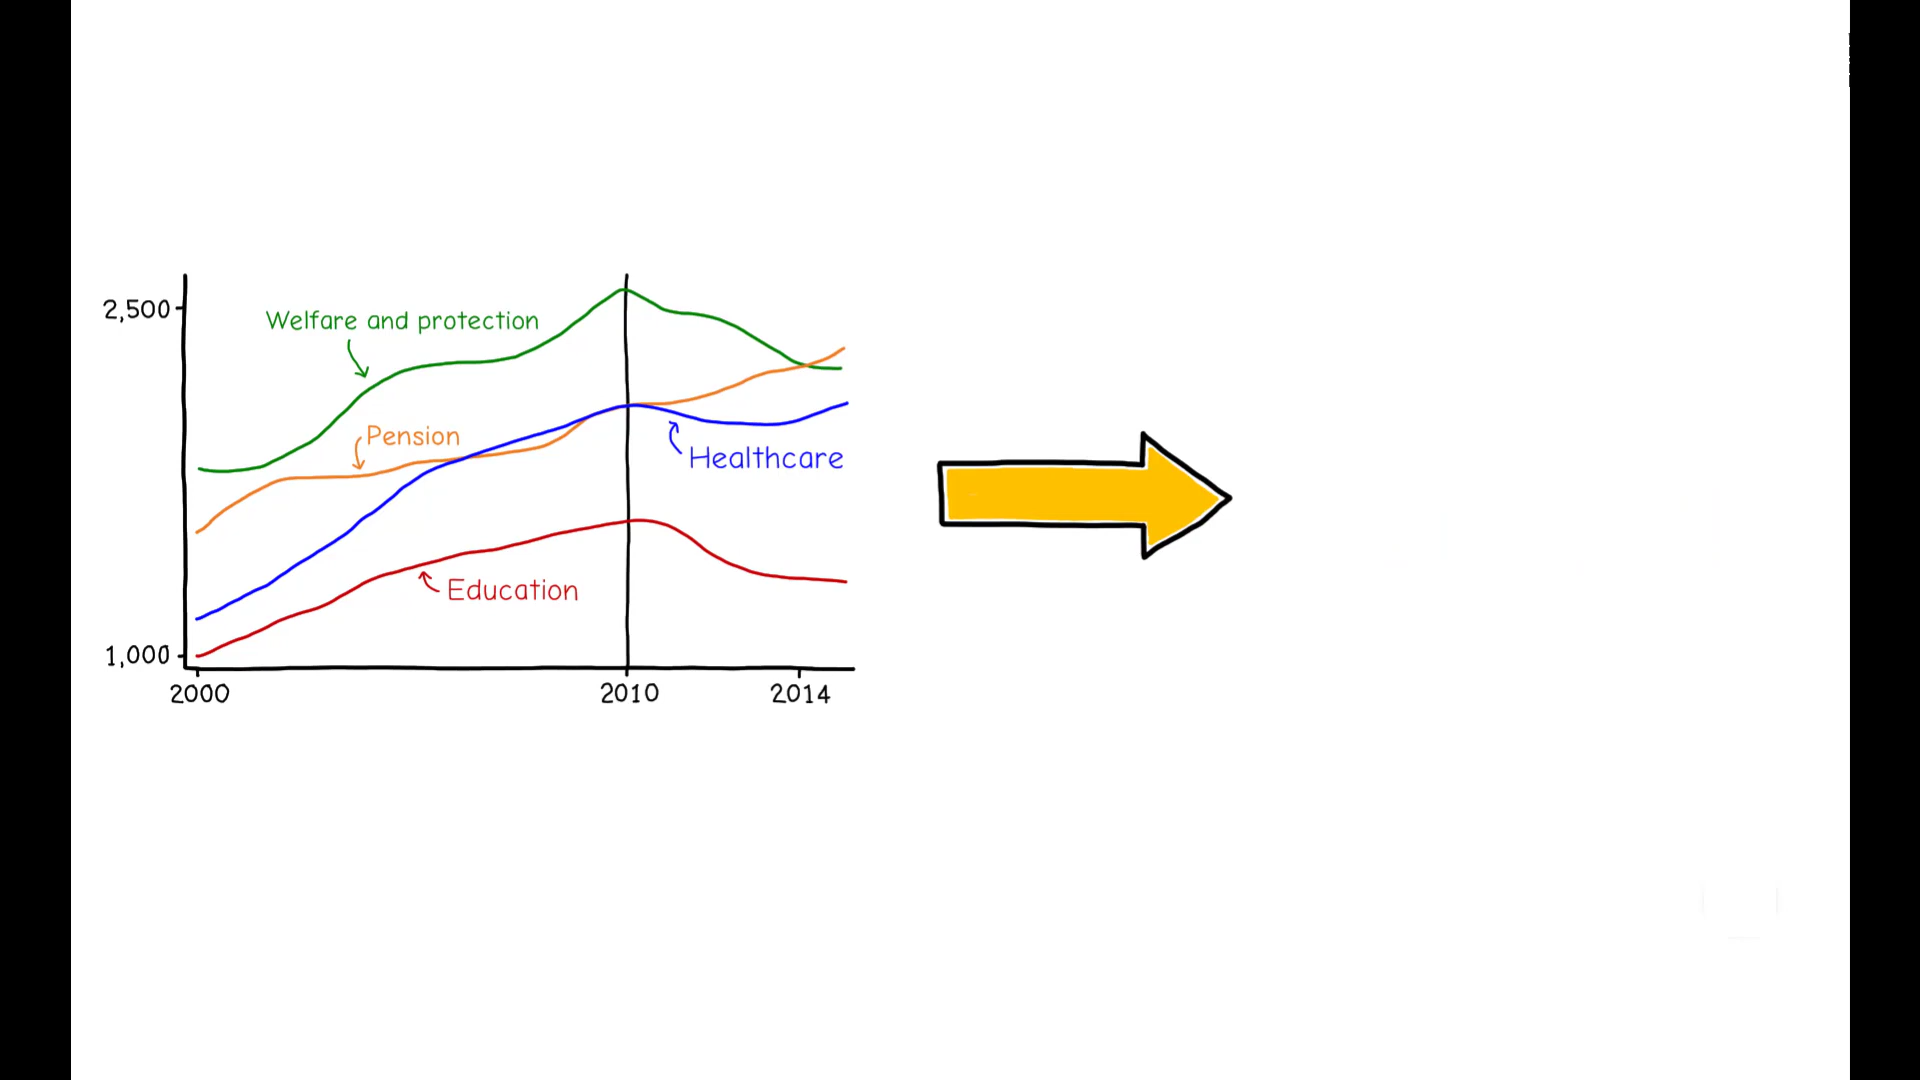 2,500
Welfare and protection
Pension
Healthcare
Education
1,000
2000
2010
2014